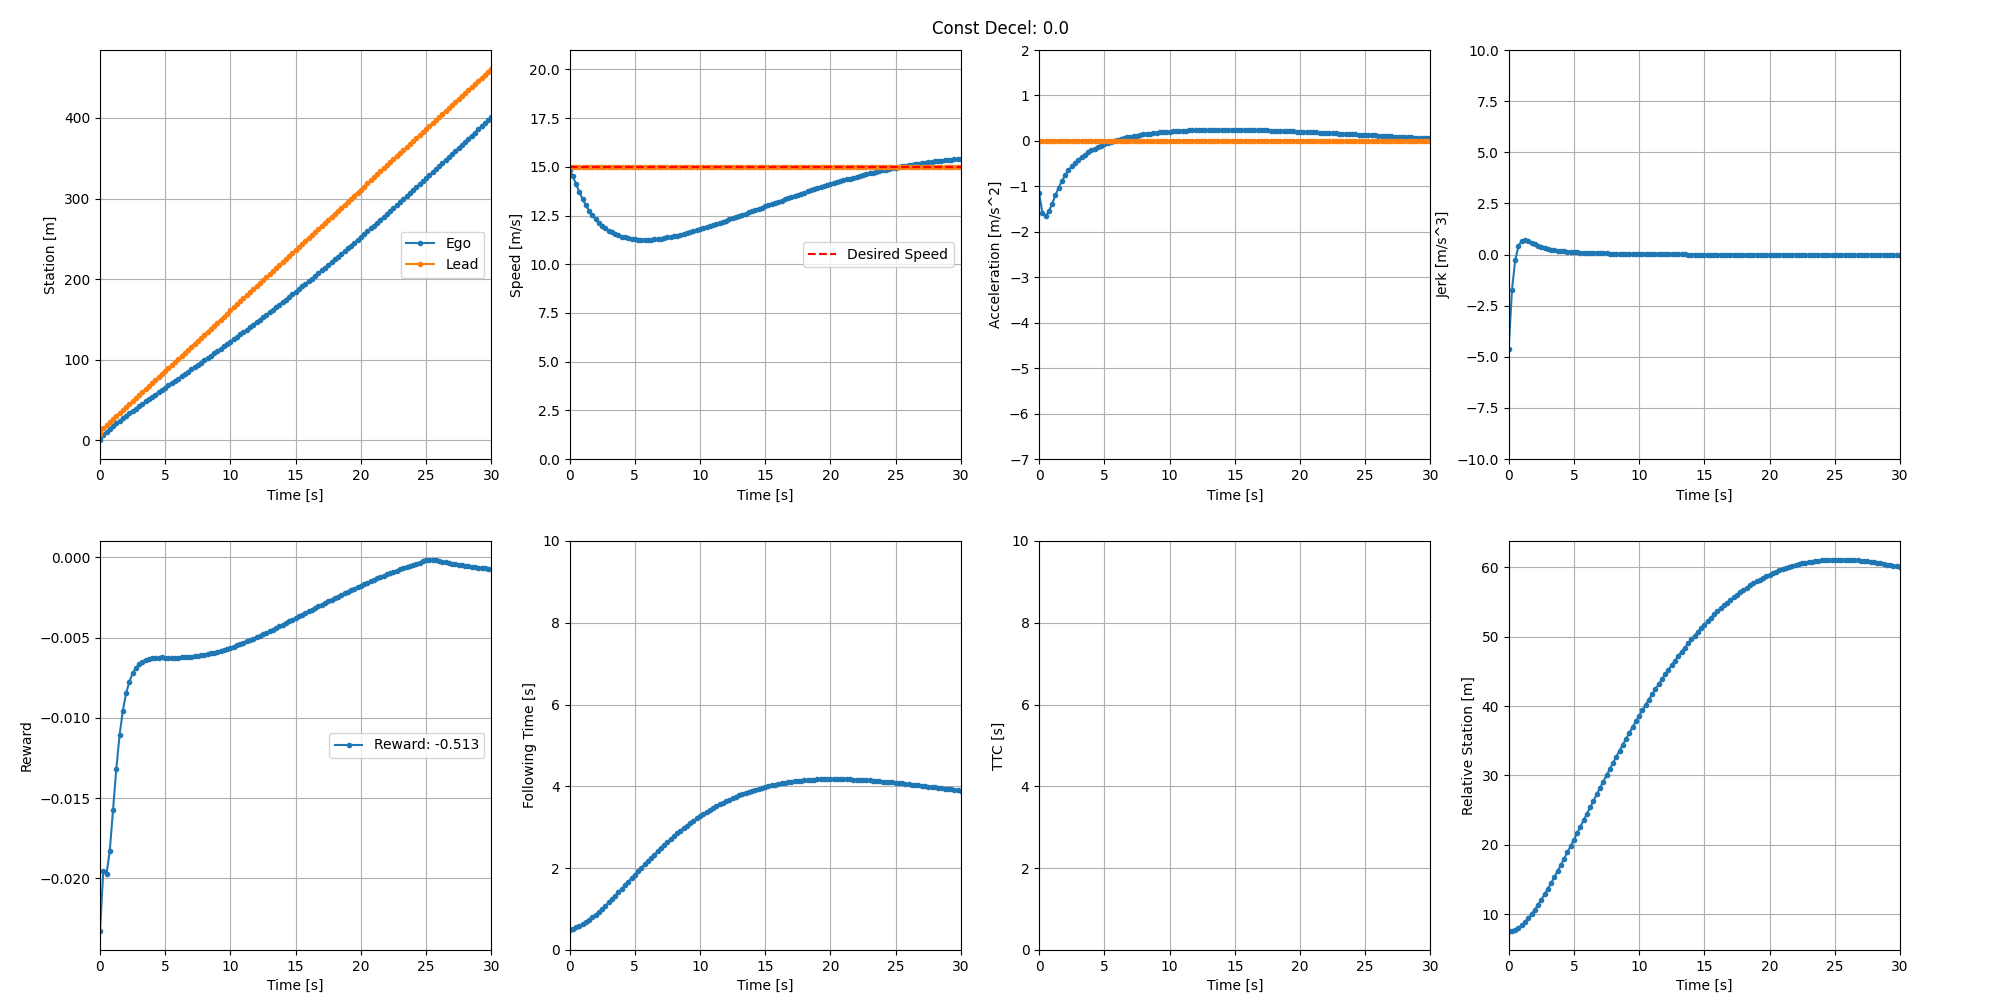 Const Decel: 0.0
Station [m]
400
300
200
100
0
Ego
Lead
0 5 10 15 20 25 30
Time [s]
Speed [m/s]
20.0
17.5
15.0
12.5
10.0
7.5
5.0
2.5
0.0
Desired Speed
0 5 10 15 20 25 30
Time [s]
Acceleration [m/s^2]
2
1
0
−1
−2
−3
−4
−5
−6
−7
0 5 10 15 20 25 30
Time [s]
Jerk [m/s^3]
10.0
7.5
5.0
2.5
0.0
−2.5
−5.0
−7.5
−10.0
0 5 10 15 20 25 30
Time [s]
Reward
0.000
−0.005
−0.010
−0.015
−0.020
Reward: -0.513
0 5 10 15 20 25 30
Time [s]
Following Time [s]
10
8
6
4
2
0
0 5 10 15 20 25 30
Time [s]
TTC [s]
10
8
6
4
2
0
0 5 10 15 20 25 30
Time [s]
Relative Station [m]
60
50
40
30
20
10
0 5 10 15 20 25 30
Time [s]